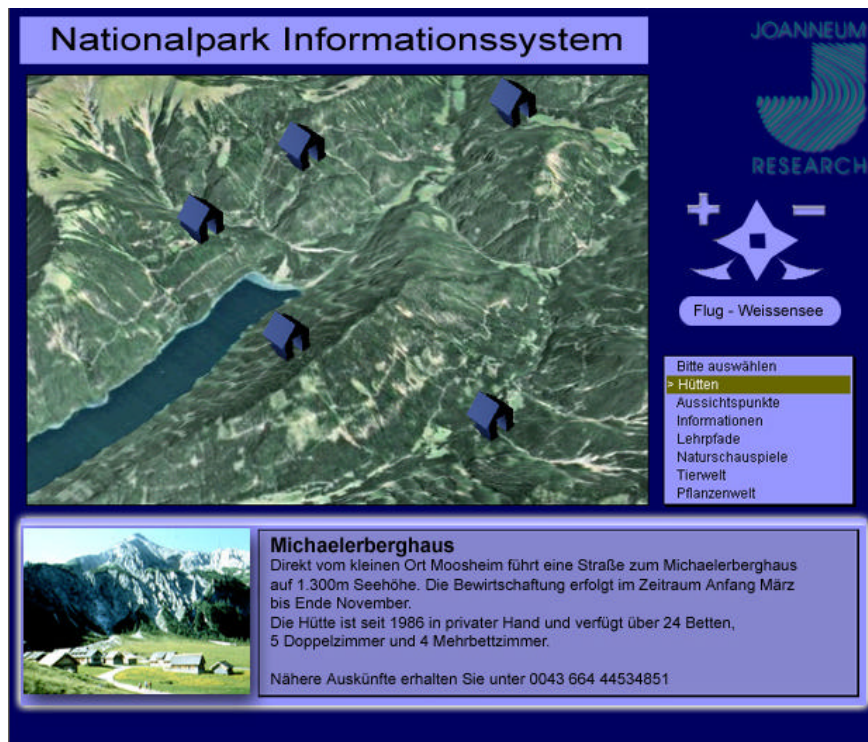 Nationalpark Informationssystem
JOANNEUM
RESEARCH
Flug - Weissensee
Bitte auswählen
> Hütten
Aussichtspunkte
Informationen
Lehrpfade
Naturschauspiele
Tierwelt
Pflanzenwelt
Michaelerberghaus
Direkt vom kleinen Ort Moosheim führt eine Straße zum Michaelerberghaus
auf 1.300m Seehöhe. Die Bewirtschaftung erfolgt im Zeitraum Anfang März
bis Ende November.
Die Hütte ist seit 1986 in privater Hand und verfügt über 24 Betten,
5 Doppelzimmer und 4 Mehrbettzimmer.
Nähere Auskünfte erhalten Sie unter 0043 664 44534851